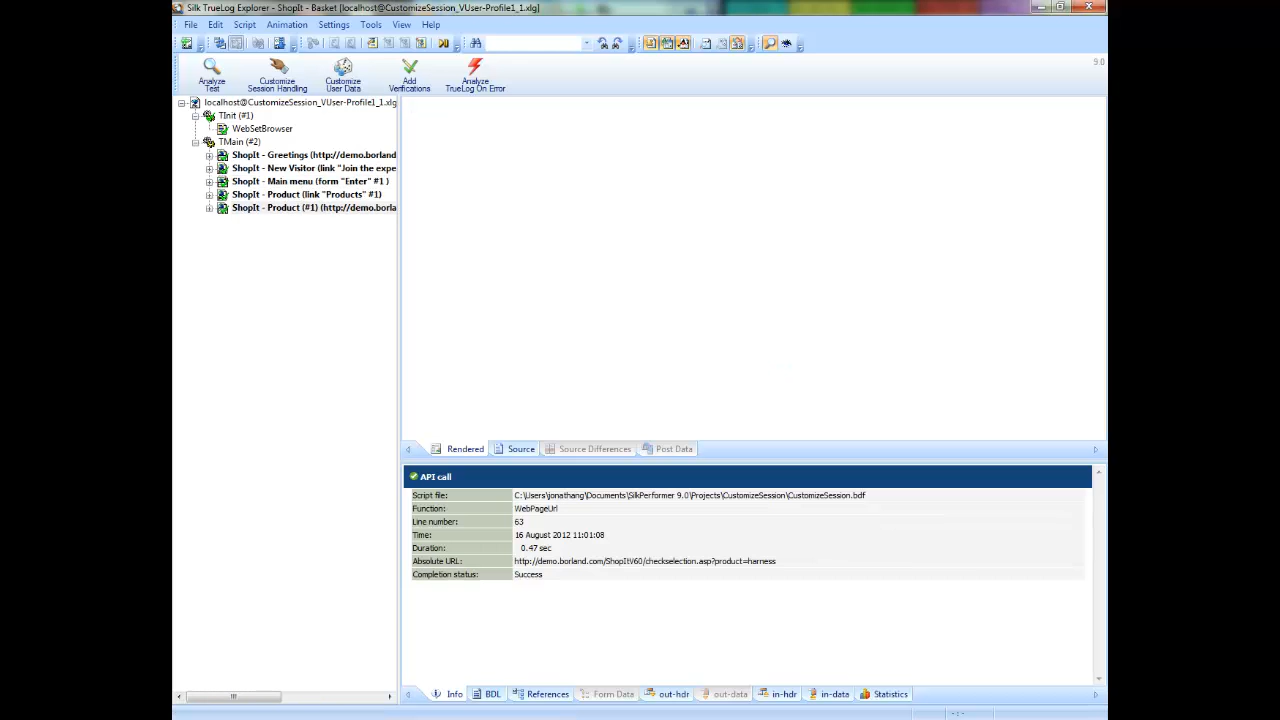 Silk TrueLog Explorer - ShopIt - Basket [localhost@CustomizeSession_VUser-Profile1_1.xlg]
File Edit Script Animation Settings Tools View Help
Analyze Test
Customize Session Handling
Customize User Data
Add Verifications
Analyze TrueLog On Error
9.0
localhost@CustomizeSession_VUser-Profile1_1.xlg
TInit (#1)
WebSetBrowser
TMain (#2)
ShopIt - Greetings (http://demo.borland
ShopIt - New Visitor (link "Join the expe
ShopIt - Main menu (form "Enter" #1 )
ShopIt - Product (link "Products" #1)
ShopIt - Product (#1) (http://demo.borla
Rendered Source Source Differences Post Data
API call
Script file: C:\Users\jonathang\Documents\SilkPerformer 9.0\Projects\CustomizeSession\CustomizeSession.bdf
Function: WebPageUrl
Line number: 63
Time: 16 August 2012 11:01:08
Duration: 0.47 sec
Absolute URL: http://demo.borland.com/ShopItV60/checkselection.asp?product=harness
Completion status: Success
Info BDL References Form Data out-hdr out-data in-hdr in-data Statistics
- : -